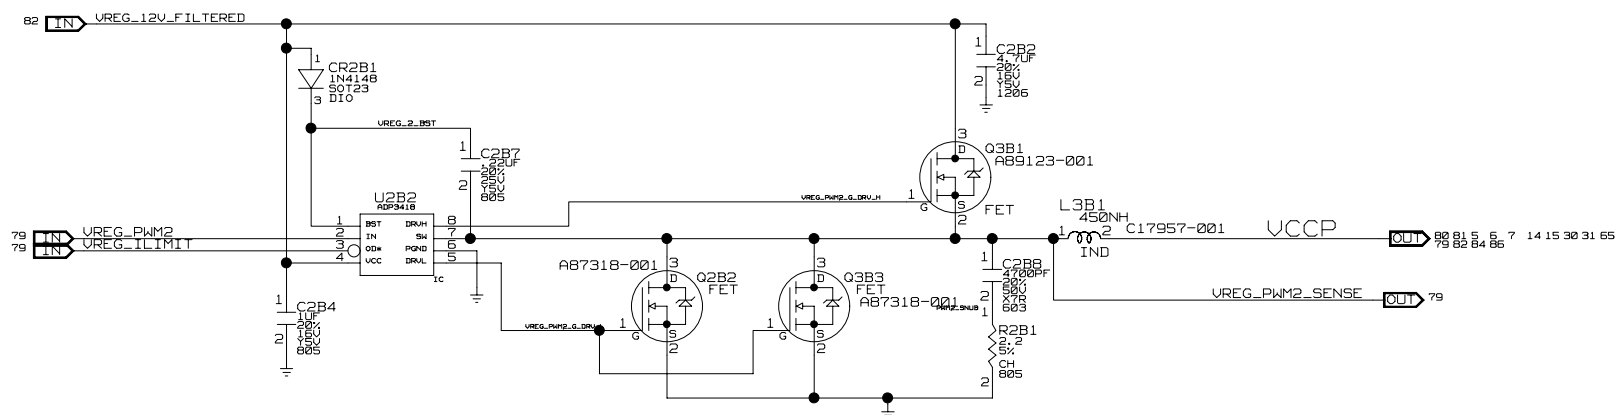 82 IN VREG_12V_FILTERED
1
CR2B1
1N4148
SOT23
DIO
3
1
C2B2
4.7UF
20%
16V
Y5V
1206
2
VREG_2_BST
1
C2B7
.22UF
20%
25V
Y5V
805
2
3
D
Q3B1
A89123-001
1
G
S
2
FET
VREG_PWM2_G_DRV_H
U2B2
ADP3418
1 BST DRVH 8
2 IN SW 7
3 OD* PGND 6
4 VCC DRVL 5
IC
79 IN VREG_PWM2
79 IN VREG_ILIMIT
L3B1
450NH
1 2
C17957-001
IND
VCCP
OUT 80 81 5 6 7 14 15 30 31 65
79 82 84 86
VREG_PWM2_SENSE
OUT 79
1
C2B4
1UF
20%
16V
Y5V
805
2
A87318-001
3
D
Q2B2
FET
1
G
S
2
VREG_PWM2_G_DRV_
3
D
Q3B3
FET
A87318-001
1
G
S
2
1
C2B8
4700PF
20%
50V
X7R
603
2
PWM2_SNUB
1
R2B1
2.2
5%
CH
805
2